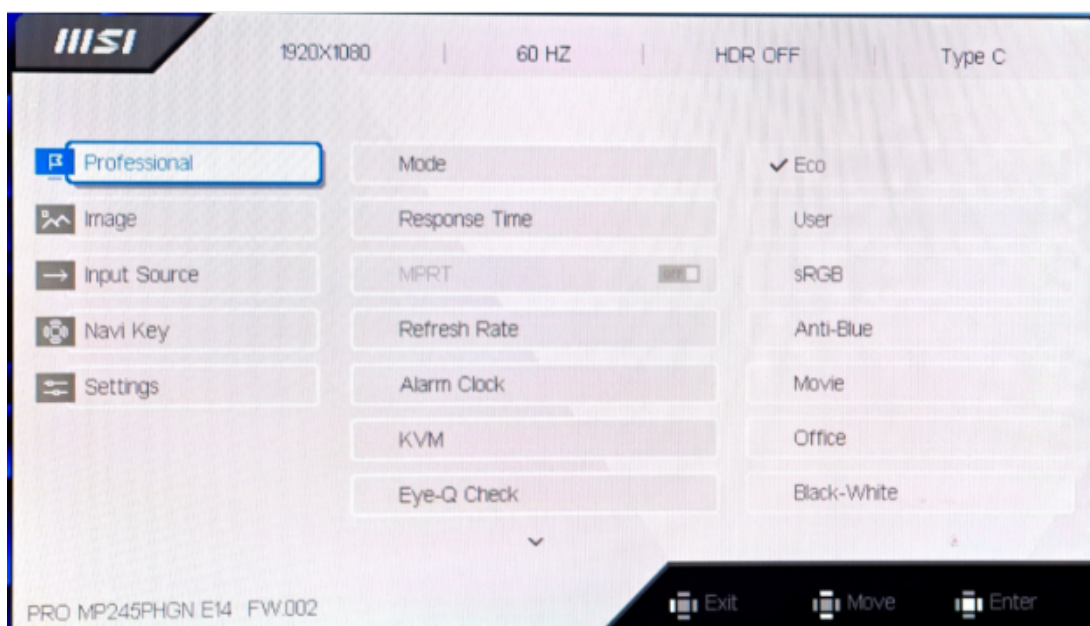 msi
1920X1080 60 HZ HDR OFF Type C
Professional Mode ✓ Eco
Image Response Time User
Input Source MPRT OFF sRGB
Navi Key Refresh Rate Anti-Blue
Settings Alarm Clock Movie
KVM Office
Eye-Q Check Black-White
PRO MP245PHGN E14 FW.002 Exit Move Enter